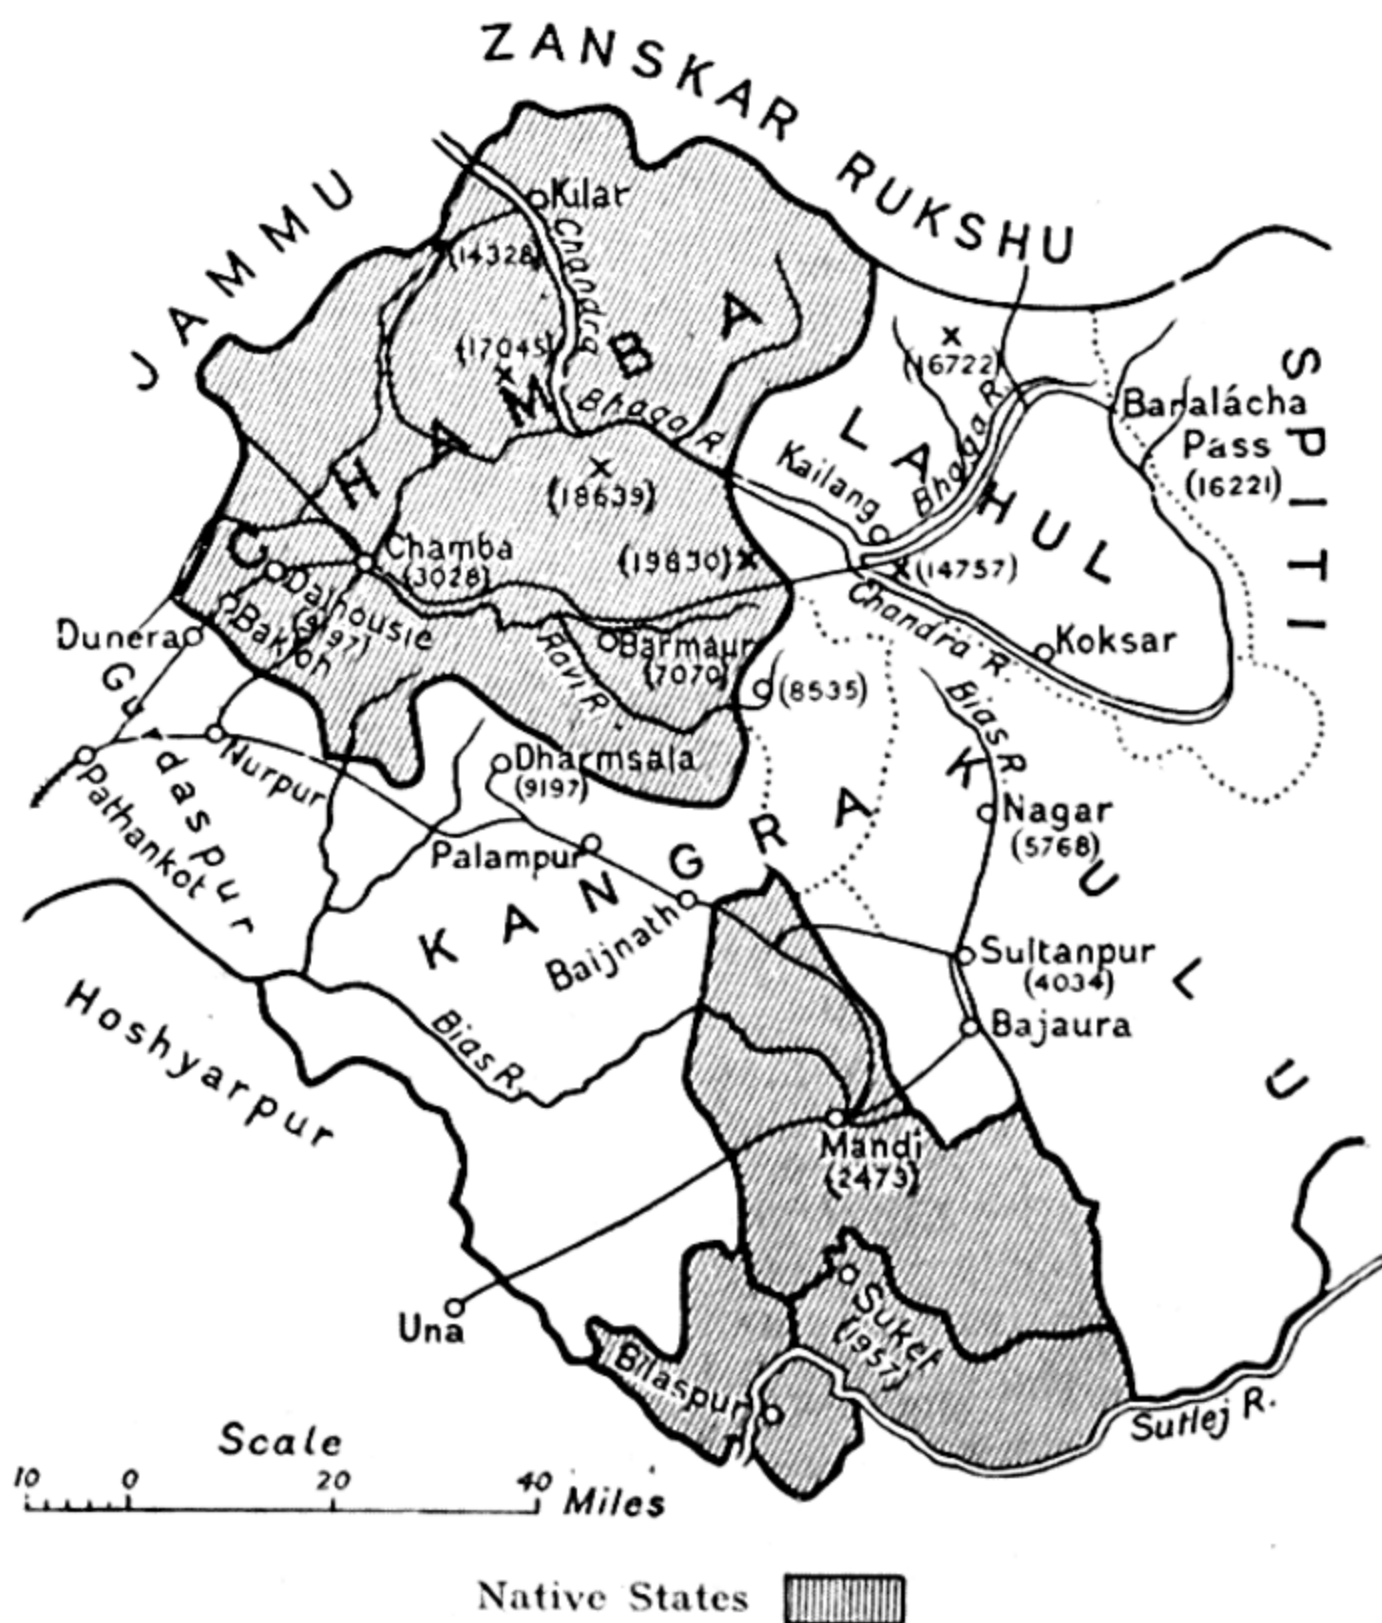 ZANSKAR RUKSHU
JAMMU
Kilar
(14328)
Chandra
(17045)
CHAMBA
Bhaga R.
(16722)
LAHUL
Kailang
Bhaga R.
Baralácha
Pass
(16221)
SPITI
(18639)
Chamba
(3028)
(19830)
(14757)
Chandra R.
Koksar
Dalhousie
Bakloh
Dunera
Ravi R.
Barmaur
(7070)
(8535)
Bias R.
Gurdaspur
Nurpur
Pathankot
Dharmsala
(9197)
Nagar
(5768)
Palampur
KANGRA
KULU
Baijnath
Sultanpur
(4034)
Bajaura
Hoshyarpur
Bias R.
Mandi
(2473)
Una
Suket
(1957)
Bilaspur
Sutlej R.
Scale
10 0 20 40 Miles
Native States